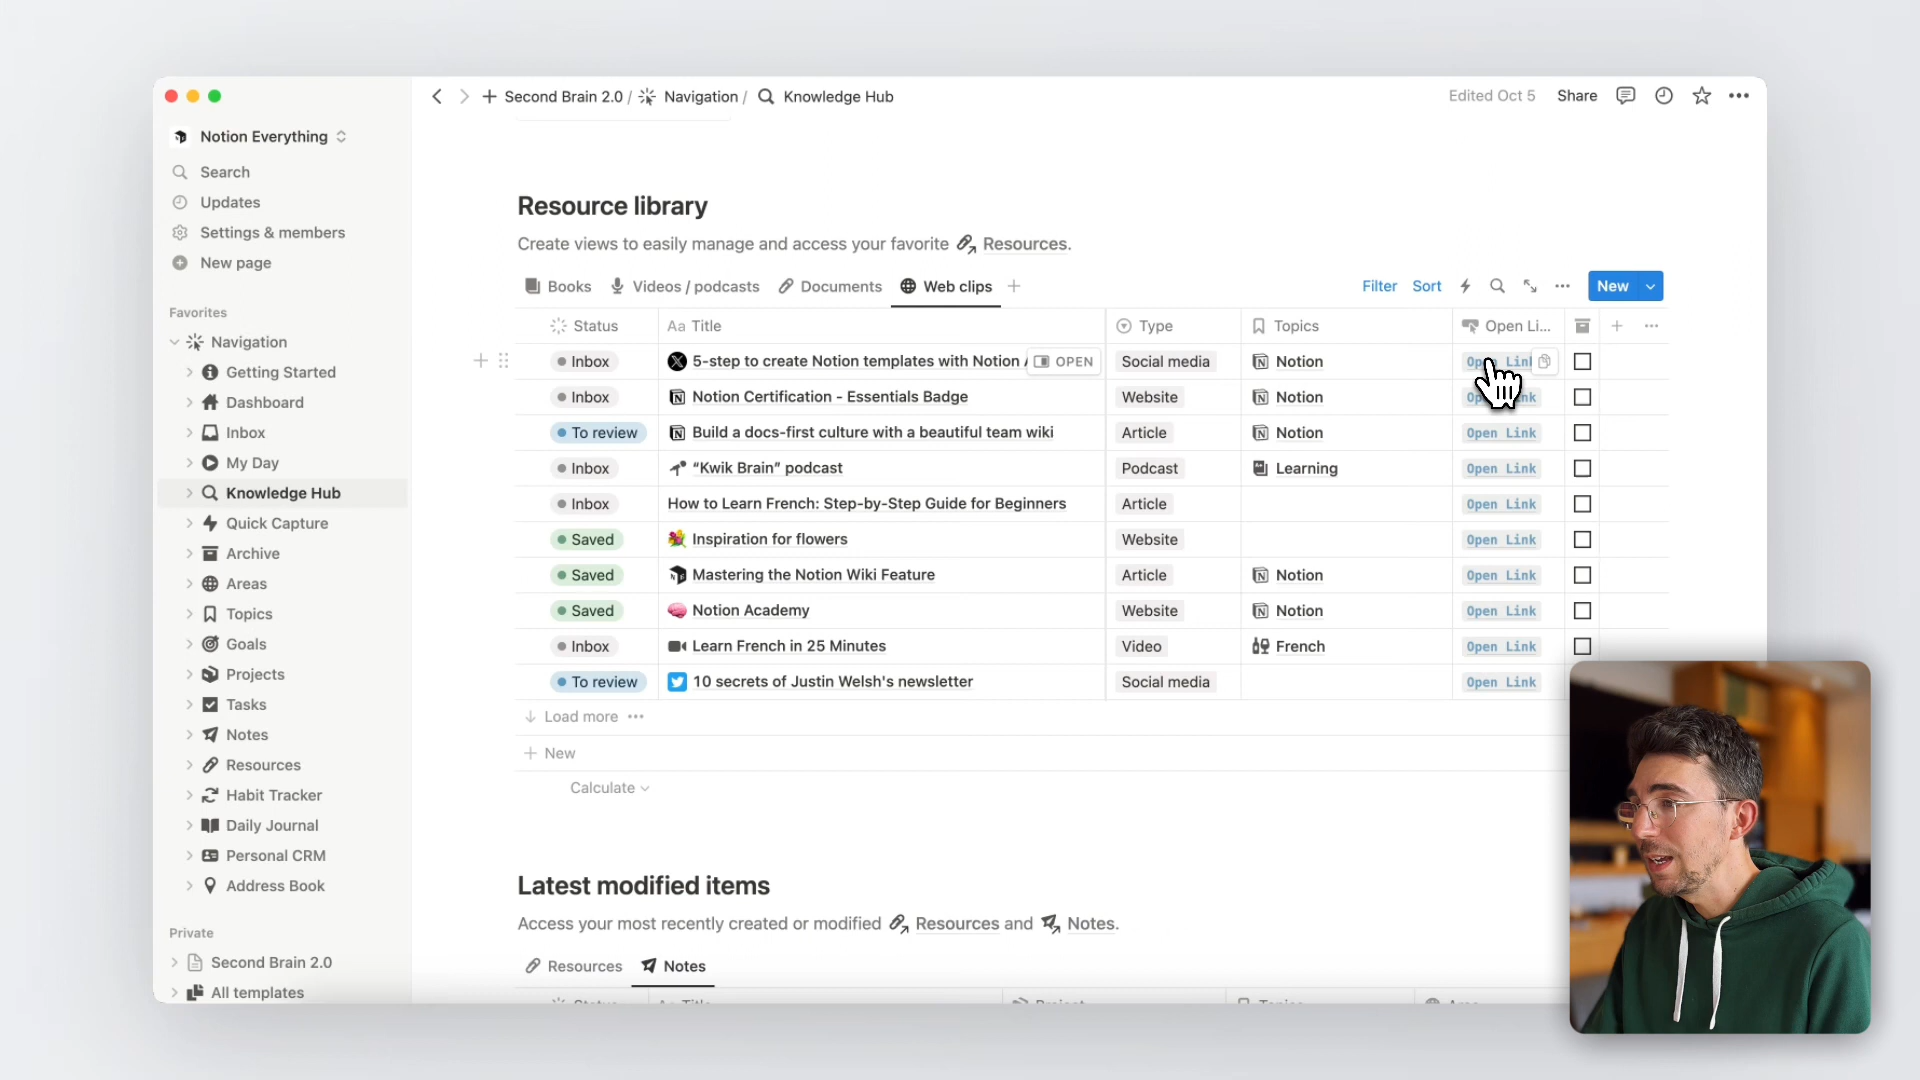 Second Brain 2.0 / Navigation / Knowledge Hub
Edited Oct 5 Share
Notion Everything
Search
Updates
Settings & members
New page
Favorites
Navigation
Getting Started
Dashboard
Inbox
My Day
Knowledge Hub
Quick Capture
Archive
Areas
Topics
Goals
Projects
Tasks
Notes
Resources
Habit Tracker
Daily Journal
Personal CRM
Address Book
Private
Second Brain 2.0
All templates
Resource library
Create views to easily manage and access your favorite Resources.
Books Videos / podcasts Documents Web clips
Filter Sort New
Status Aa Title Type Topics Open Li...
Inbox 5-step to create Notion templates with Notion OPEN Social media Notion Open Link
Inbox Notion Certification - Essentials Badge Website Notion
To review Build a docs-first culture with a beautiful team wiki Article Notion Open Link
Inbox “Kwik Brain” podcast Podcast Learning Open Link
Inbox How to Learn French: Step-by-Step Guide for Beginners Article Open Link
Saved Inspiration for flowers Website Open Link
Saved Mastering the Notion Wiki Feature Article Notion Open Link
Saved Notion Academy Website Notion Open Link
Inbox Learn French in 25 Minutes Video French Open Link
To review 10 secrets of Justin Welsh's newsletter Social media Open Link
Load more
New
Calculate
Latest modified items
Access your most recently created or modified Resources and Notes.
Resources Notes